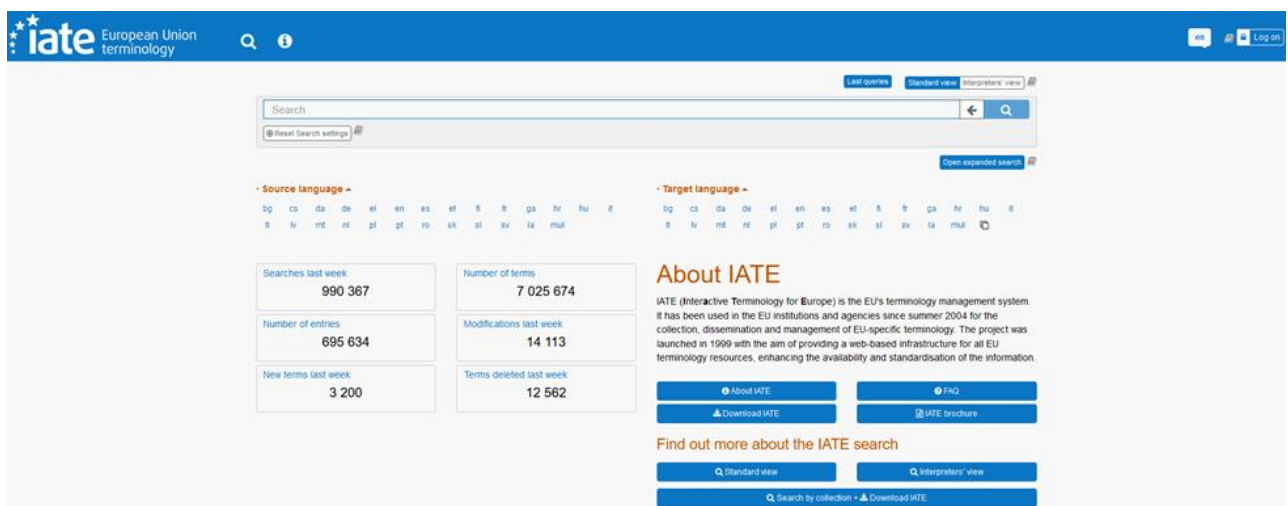 iate European Union
terminology
en
Log on
Last queries
Standard view Interpreters' view
Search
Reset Search settings
Open expanded search
Source language
bg cs da de el en es et fi fr ga hr hu it
lt lv mt nl pl pt ro sk sl sv la mul
Target language
bg cs da de el en es et fi fr ga hr hu it
lt lv mt nl pl pt ro sk sl sv la mul
Searches last week
990 367
Number of terms
7 025 674
Number of entries
695 634
Modifications last week
14 113
New terms last week
3 200
Terms deleted last week
12 562
About IATE
IATE (Interactive Terminology for Europe) is the EU's terminology management system.
It has been used in the EU institutions and agencies since summer 2004 for the
collection, dissemination and management of EU-specific terminology. The project was
launched in 1999 with the aim of providing a web-based infrastructure for all EU
terminology resources, enhancing the availability and standardisation of the information.
About IATE
FAQ
Download IATE
IATE brochure
Find out more about the IATE search
Standard view
Interpreters' view
Search by collection + Download IATE